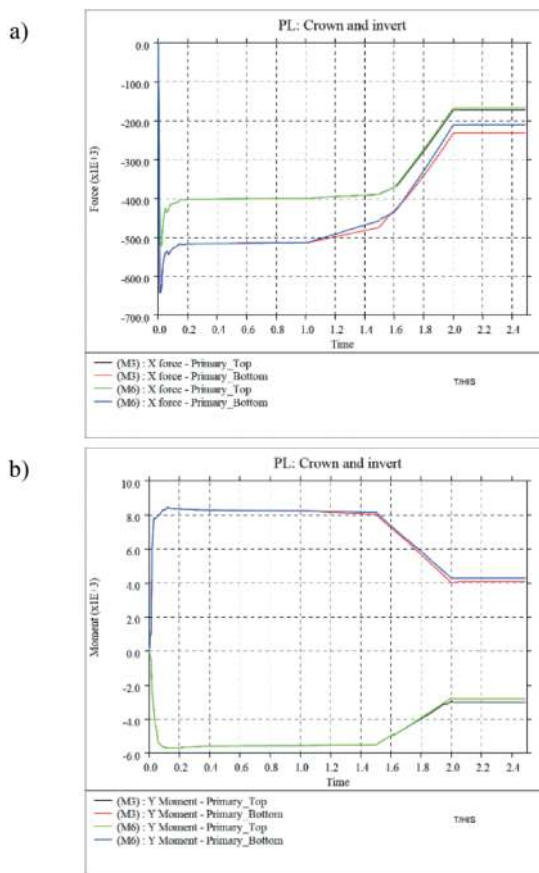 a)
PL: Crown and invert
0.0
-100.0
-200.0
-300.0
-400.0
-500.0
-600.0
-700.0
Force (x1E+3)
0.0 0.2 0.4 0.6 0.8 1.0 1.2 1.4 1.6 1.8 2.0 2.2 2.4
Time
(M3) : X force - Primary_Top
(M3) : X force - Primary_Bottom
(M6) : X force - Primary_Top
(M6) : X force - Primary_Bottom
T/HIS
b)
PL: Crown and invert
10.0
8.0
6.0
4.0
2.0
0.0
-2.0
-4.0
-6.0
Moment (x1E+3)
0.0 0.2 0.4 0.6 0.8 1.0 1.2 1.4 1.6 1.8 2.0 2.2 2.4
Time
(M3) : Y Moment - Primary_Top
(M3) : Y Moment - Primary_Bottom
(M6) : Y Moment - Primary_Top
(M6) : Y Moment - Primary_Bottom
T/HIS